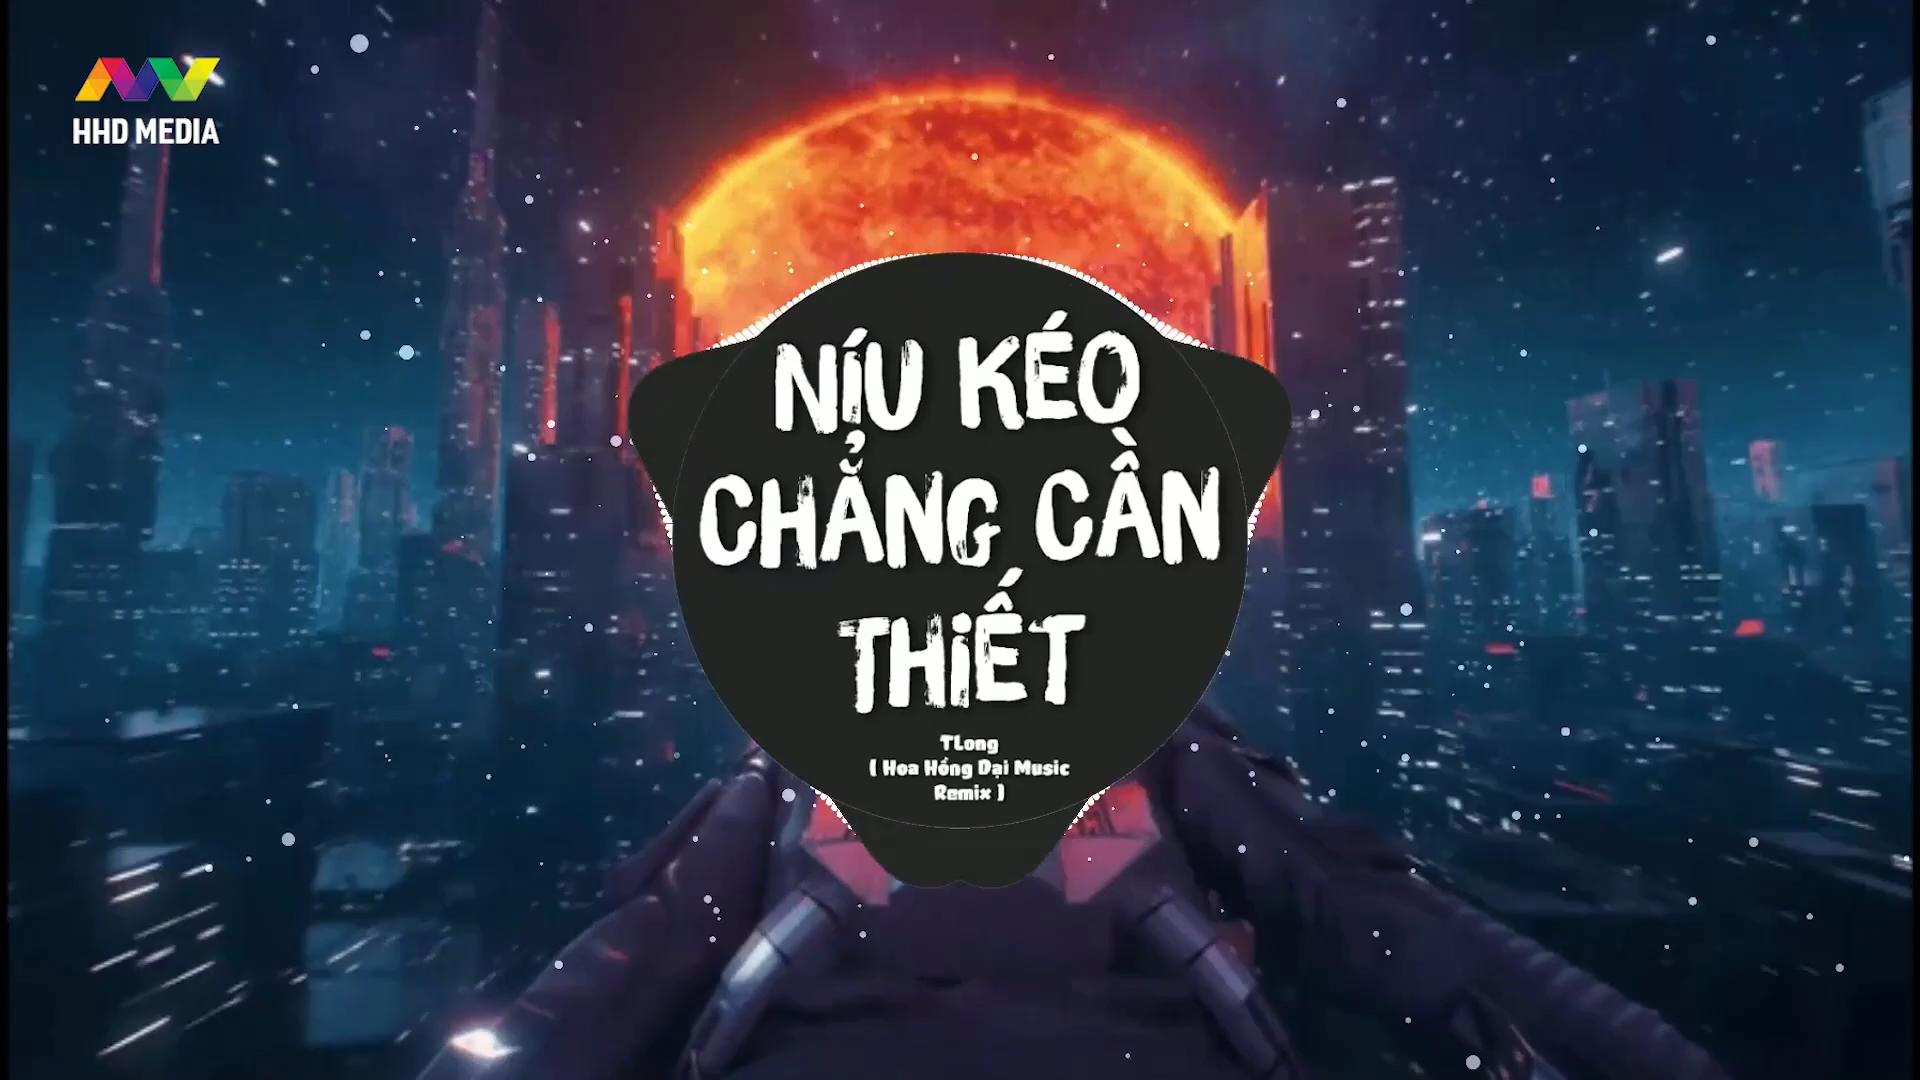 HHD MEDIA
NÍU KÉO
CHẲNG CẦN
THIẾT
TLong
( Hoa Hồng Dại Music
Remix )